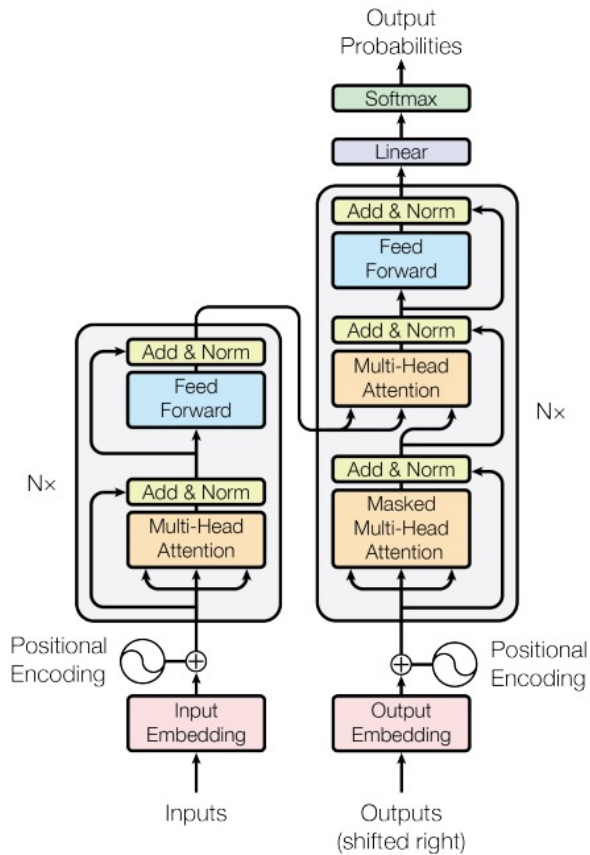 Output
Probabilities
Softmax
Linear
Add & Norm
Feed
Forward
Add & Norm
Multi-Head
Attention
Add & Norm
Masked
Multi-Head
Attention
Nx
Add & Norm
Feed
Forward
Add & Norm
Multi-Head
Attention
Nx
Positional
Encoding
Positional
Encoding
Input
Embedding
Output
Embedding
Inputs
Outputs
(shifted right)